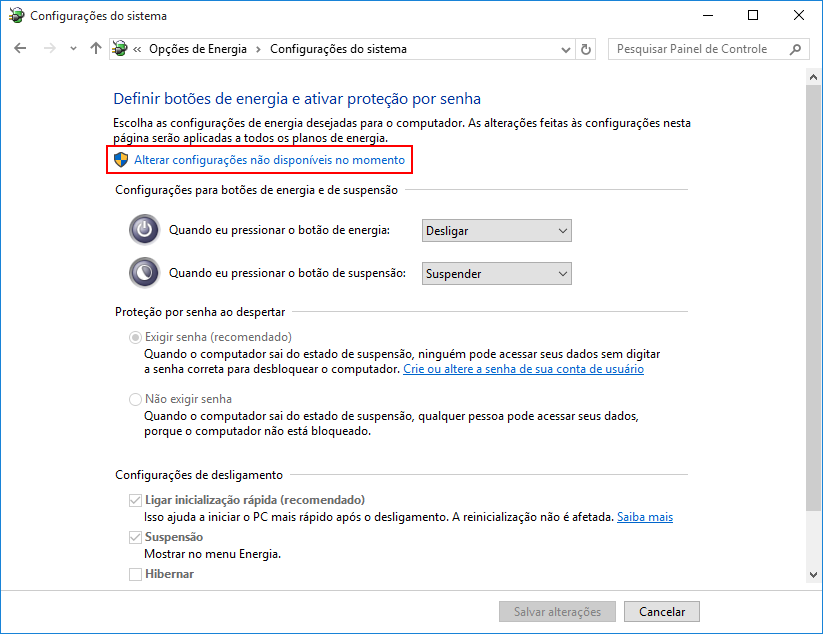 Configurações do sistema
« Opções de Energia › Configurações do sistema
Pesquisar Painel de Controle
Definir botões de energia e ativar proteção por senha
Escolha as configurações de energia desejadas para o computador. As alterações feitas às configurações nesta
página serão aplicadas a todos os planos de energia.
Alterar configurações não disponíveis no momento
Configurações para botões de energia e de suspensão
Quando eu pressionar o botão de energia: Desligar
Quando eu pressionar o botão de suspensão: Suspender
Proteção por senha ao despertar
Exigir senha (recomendado)
Quando o computador sai do estado de suspensão, ninguém pode acessar seus dados sem digitar
a senha correta para desbloquear o computador. Crie ou altere a senha de sua conta de usuário
Não exigir senha
Quando o computador sai do estado de suspensão, qualquer pessoa pode acessar seus dados,
porque o computador não está bloqueado.
Configurações de desligamento
Ligar inicialização rápida (recomendado)
Isso ajuda a iniciar o PC mais rápido após o desligamento. A reinicialização não é afetada. Saiba mais
Suspensão
Mostrar no menu Energia.
Hibernar
Salvar alterações Cancelar